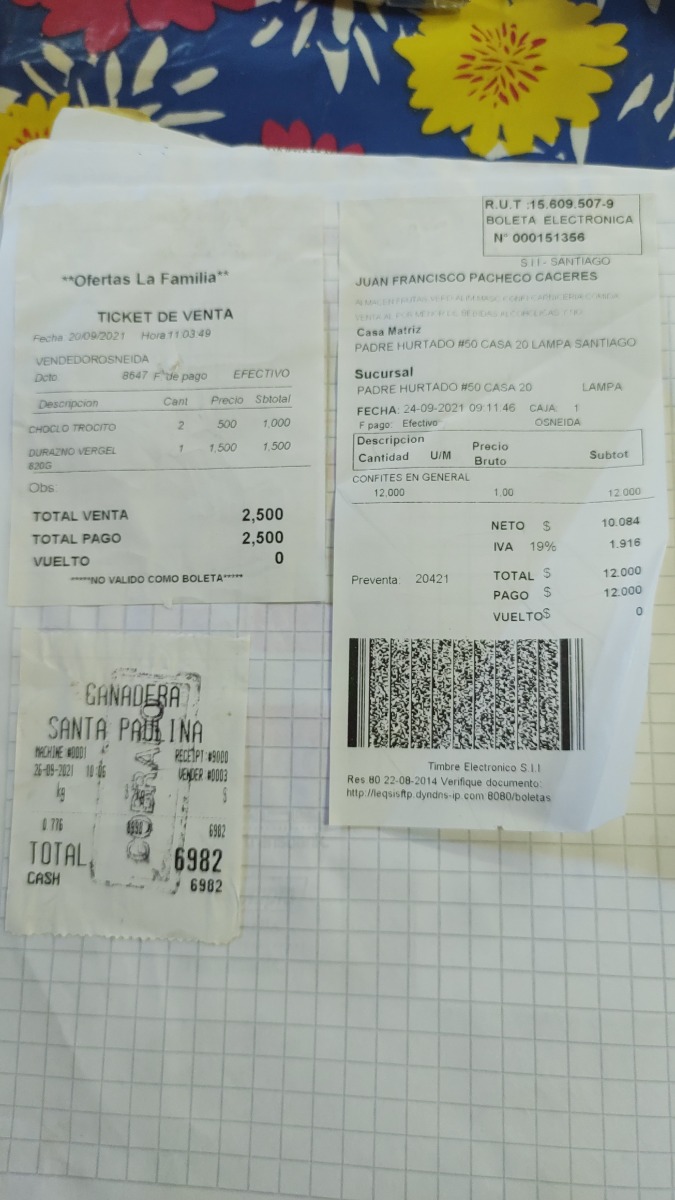 **Ofertas La Familia**
TICKET DE VENTA
Fecha 20/09/2021 Hora 11:03:49
VENDEDOROSNEIDA
Dcto. 8647 F de pago EFECTIVO
Descripcion Cant Precio Sbtotal
CHOCLO TROCITO 2 500 1,000
DURAZNO VERGEL 1 1,500 1,500
820G
Obs:
TOTAL VENTA 2,500
TOTAL PAGO 2,500
VUELTO 0
*****NO VALIDO COMO BOLETA*****
R.U.T :15.609.507-9
BOLETA ELECTRONICA
N° 000151356
S I I - SANTIAGO
JUAN FRANCISCO PACHECO CACERES
Casa Matriz
PADRE HURTADO #50 CASA 20 LAMPA SANTIAGO
Sucursal
PADRE HURTADO #50 CASA 20 LAMPA
FECHA: 24-09-2021 09:11:46 CAJA: 1
F pago: Efectivo OSNEIDA
Descripcion
Cantidad U/M Precio Bruto Subtot
CONFITES EN GENERAL
12,000 1.00 12.000
NETO $ 10.084
IVA 19% 1.916
Preventa: 20421 TOTAL $ 12.000
PAGO $ 12.000
VUELTO$ 0
Timbre Electronico S.I.I
Res 80 22-08-2014 Verifique documento:
http://leqsisftp.dyndns-ip.com 8080/boletas
GANADERA
SANTA PAULINA
MACHINE #0001 RECEIPT #9000
26-09-2021 10:06 VENDER #0003
kg $
0.776 6982
COBRADO
TOTAL 6982
CASH 6982